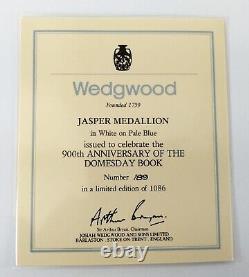 Wedgwood
Founded 1759
JASPER MEDALLION
in White on Pale Blue
issued to celebrate the
900th ANNIVERSARY OF THE
DOMESDAY BOOK
Number 189
in a limited edition of 1086
Arthur Bryan
Sir Arthur Bryan, Chairman
JOSIAH WEDGWOOD AND SONS LIMITED
BARLASTON, STOKE-ON-TRENT, ENGLAND